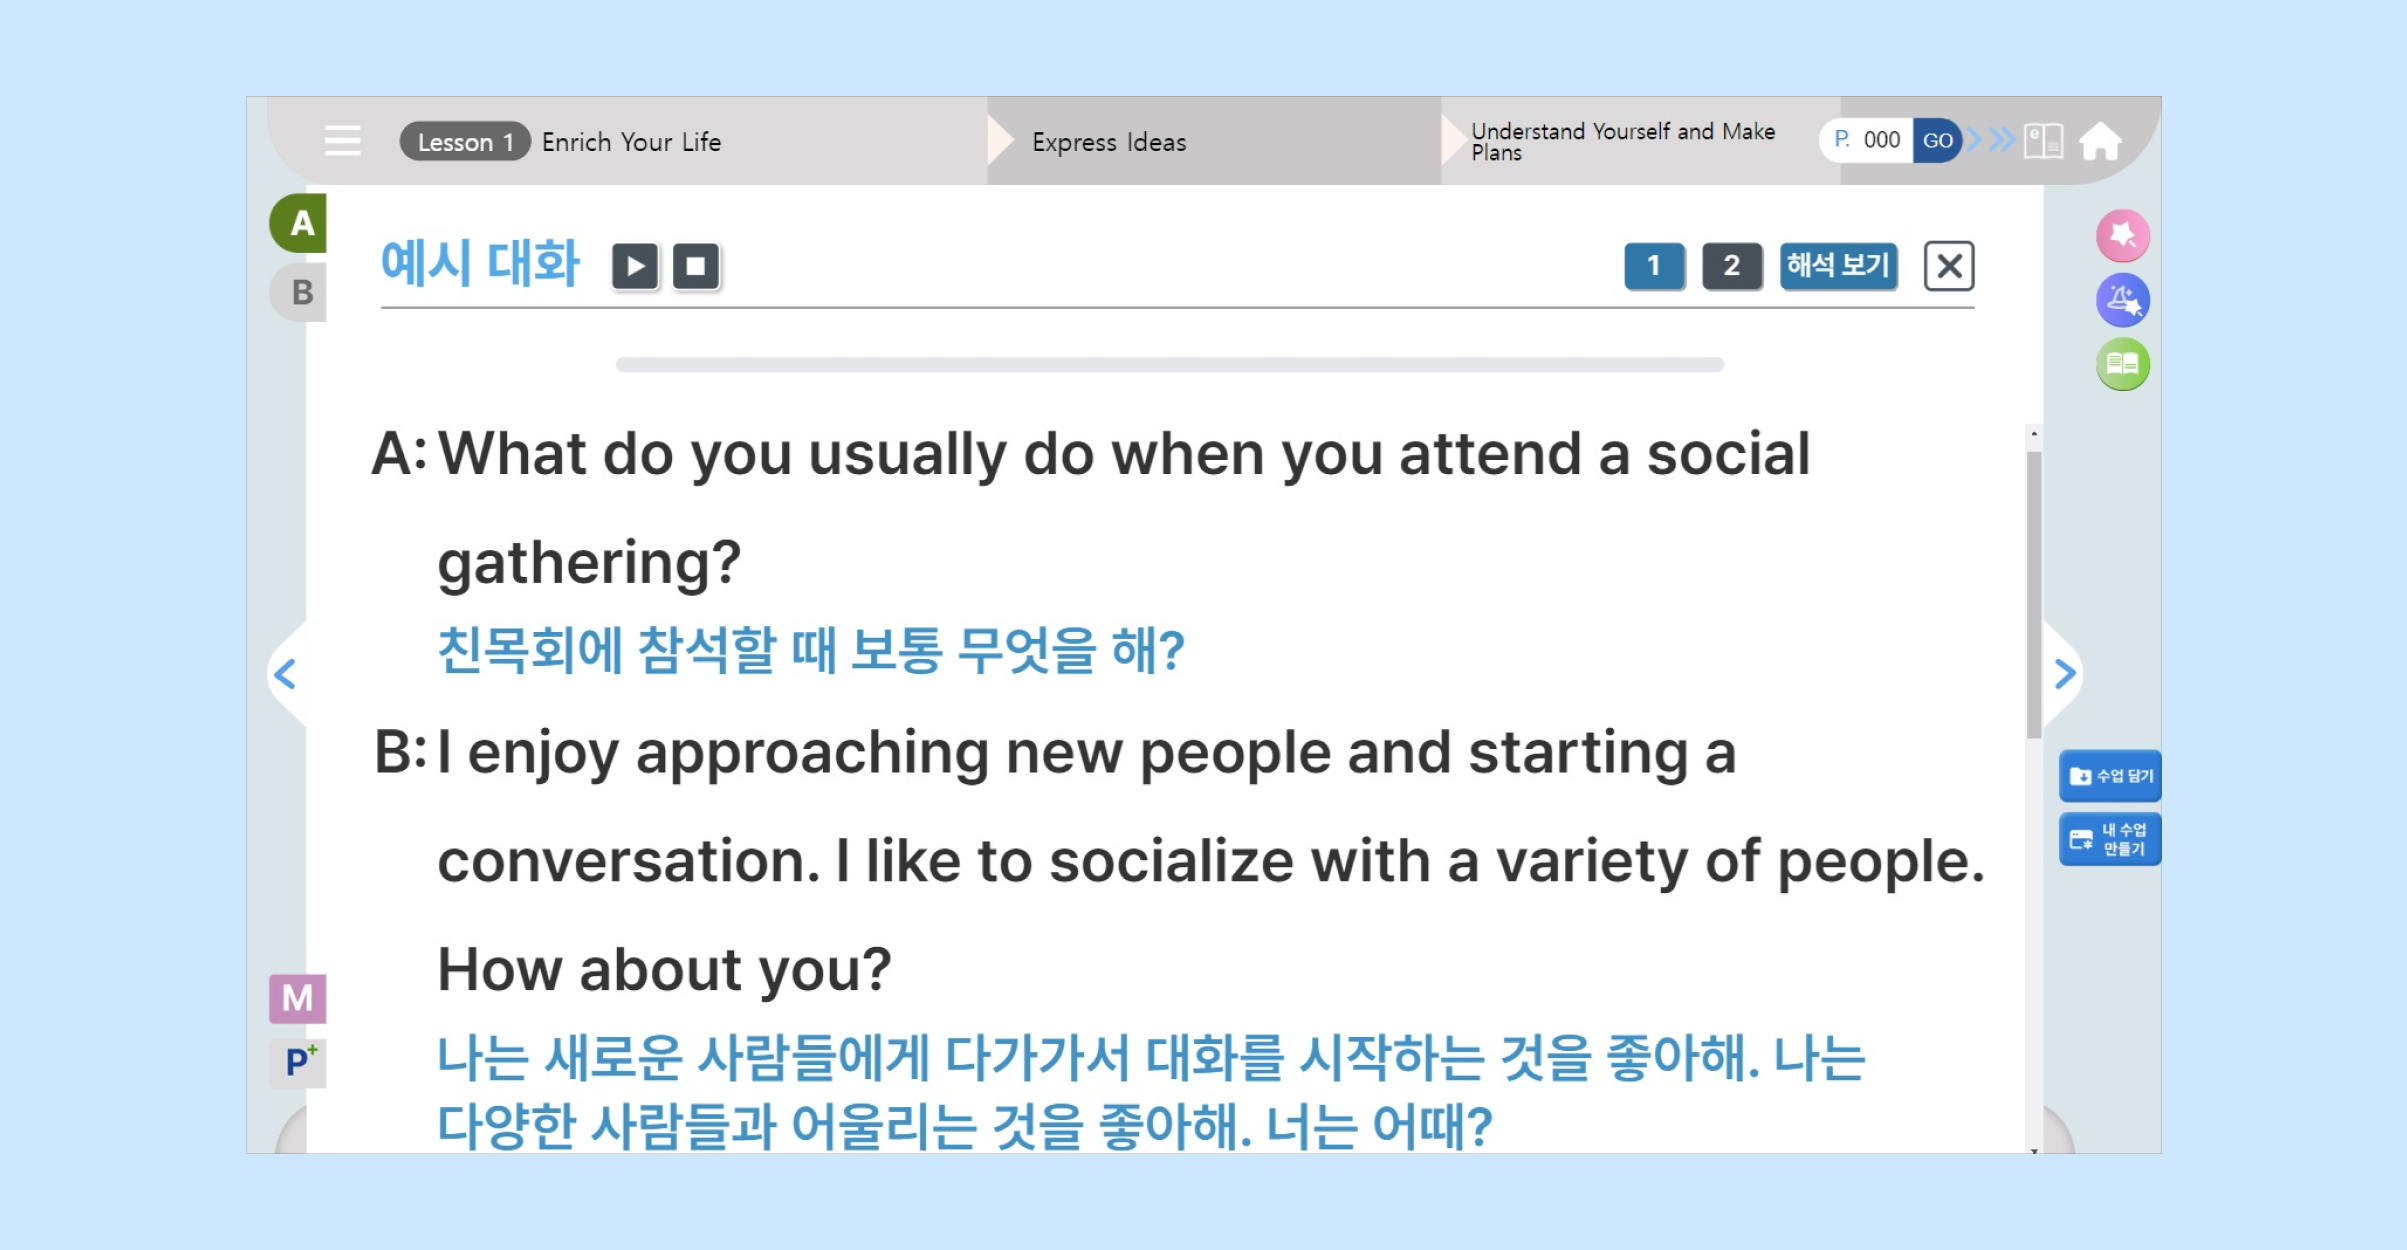 Lesson 1 Enrich Your Life
Express Ideas
Understand Yourself and Make
Plans
P. 000 GO
A
B
예시 대화
1 2 해석 보기
A: What do you usually do when you attend a social
gathering?
친목회에 참석할 때 보통 무엇을 해?
B: I enjoy approaching new people and starting a
conversation. I like to socialize with a variety of people.
How about you?
나는 새로운 사람들에게 다가가서 대화를 시작하는 것을 좋아해. 나는
다양한 사람들과 어울리는 것을 좋아해. 너는 어때?
수업 담기
내 수업
만들기
M
P+